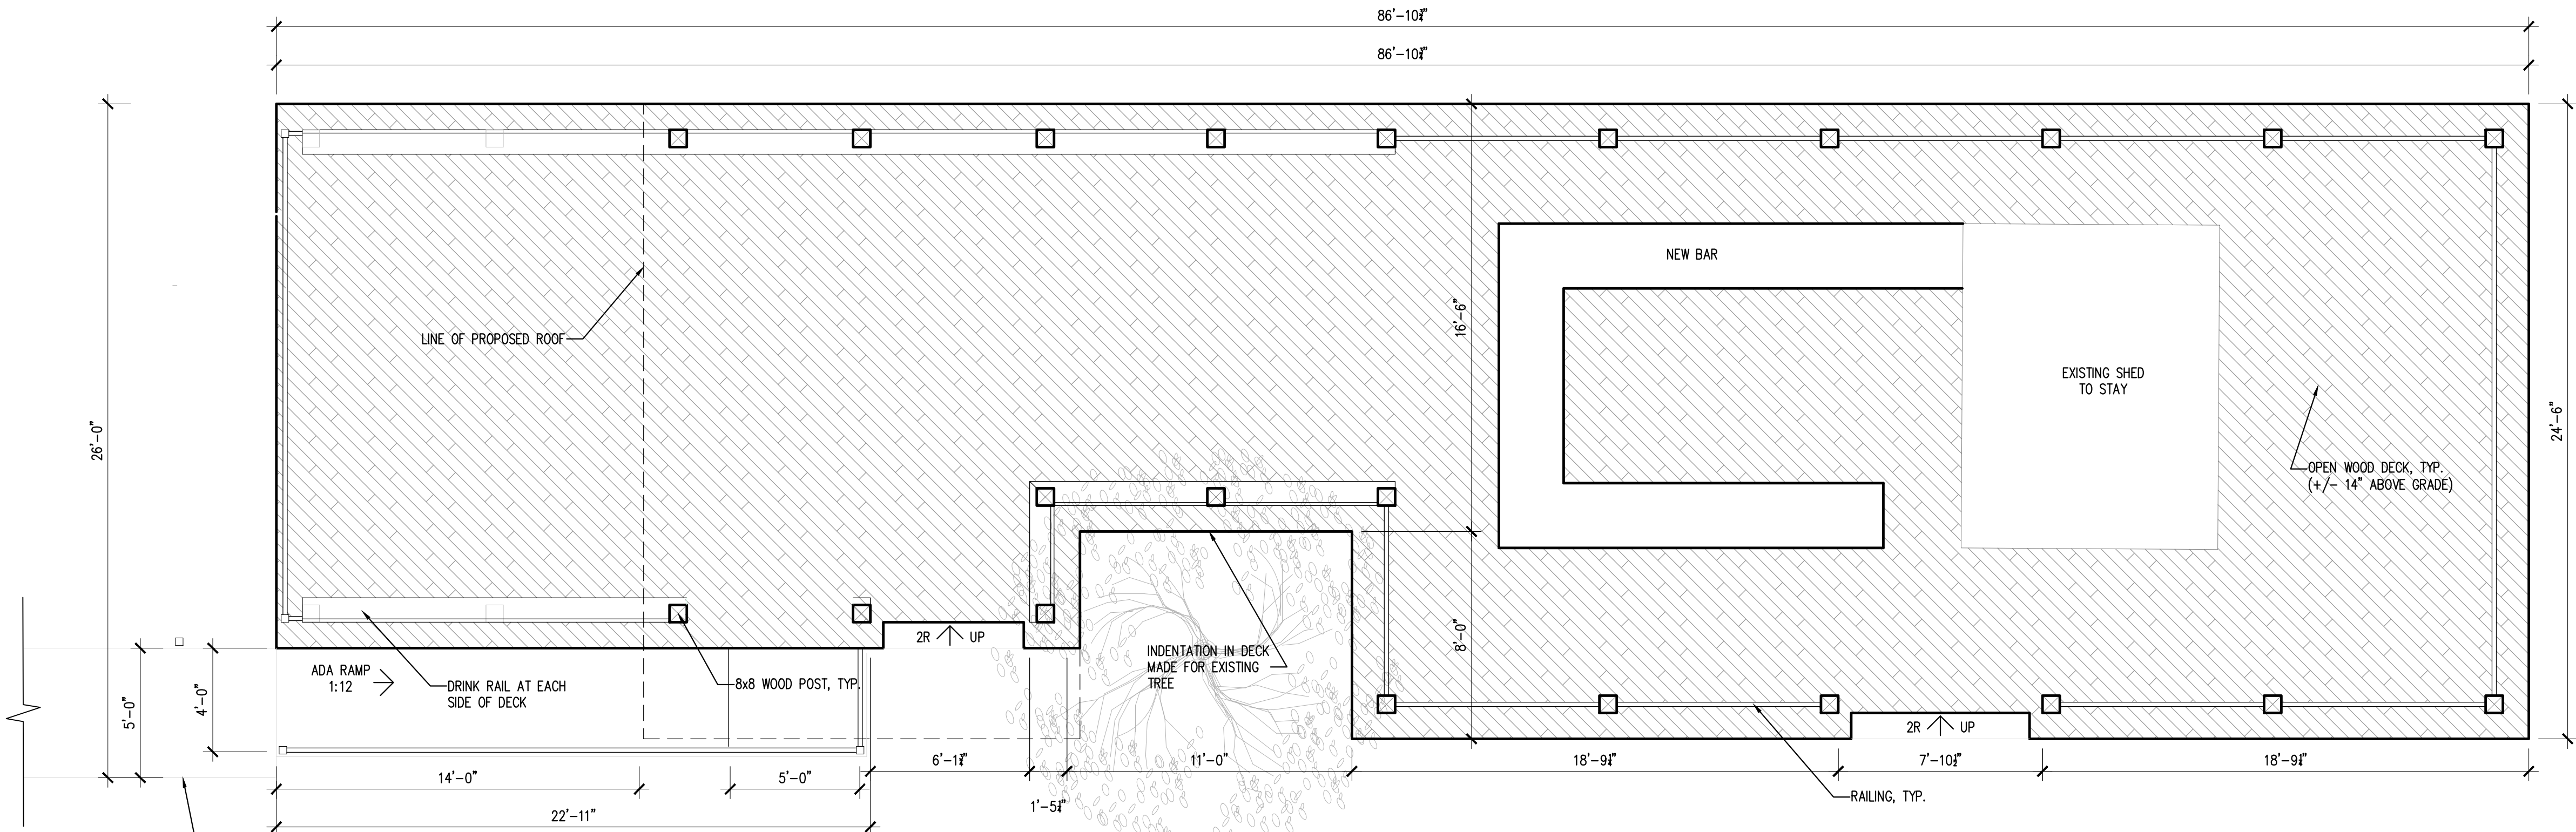 86'-10¾"
86'-10¾"
26'-0"
24'-6"
NEW BAR
16'-6"
LINE OF PROPOSED ROOF
EXISTING SHED
TO STAY
OPEN WOOD DECK, TYP.
(+/- 14" ABOVE GRADE)
2R UP
8'-0"
INDENTATION IN DECK
MADE FOR EXISTING
TREE
ADA RAMP
1:12
DRINK RAIL AT EACH
SIDE OF DECK
8x8 WOOD POST, TYP.
5'-0"
4'-0"
2R UP
6'-1¾"
11'-0"
18'-9¼"
7'-10½"
18'-9¼"
14'-0"
5'-0"
1'-5¼"
RAILING, TYP.
22'-11"